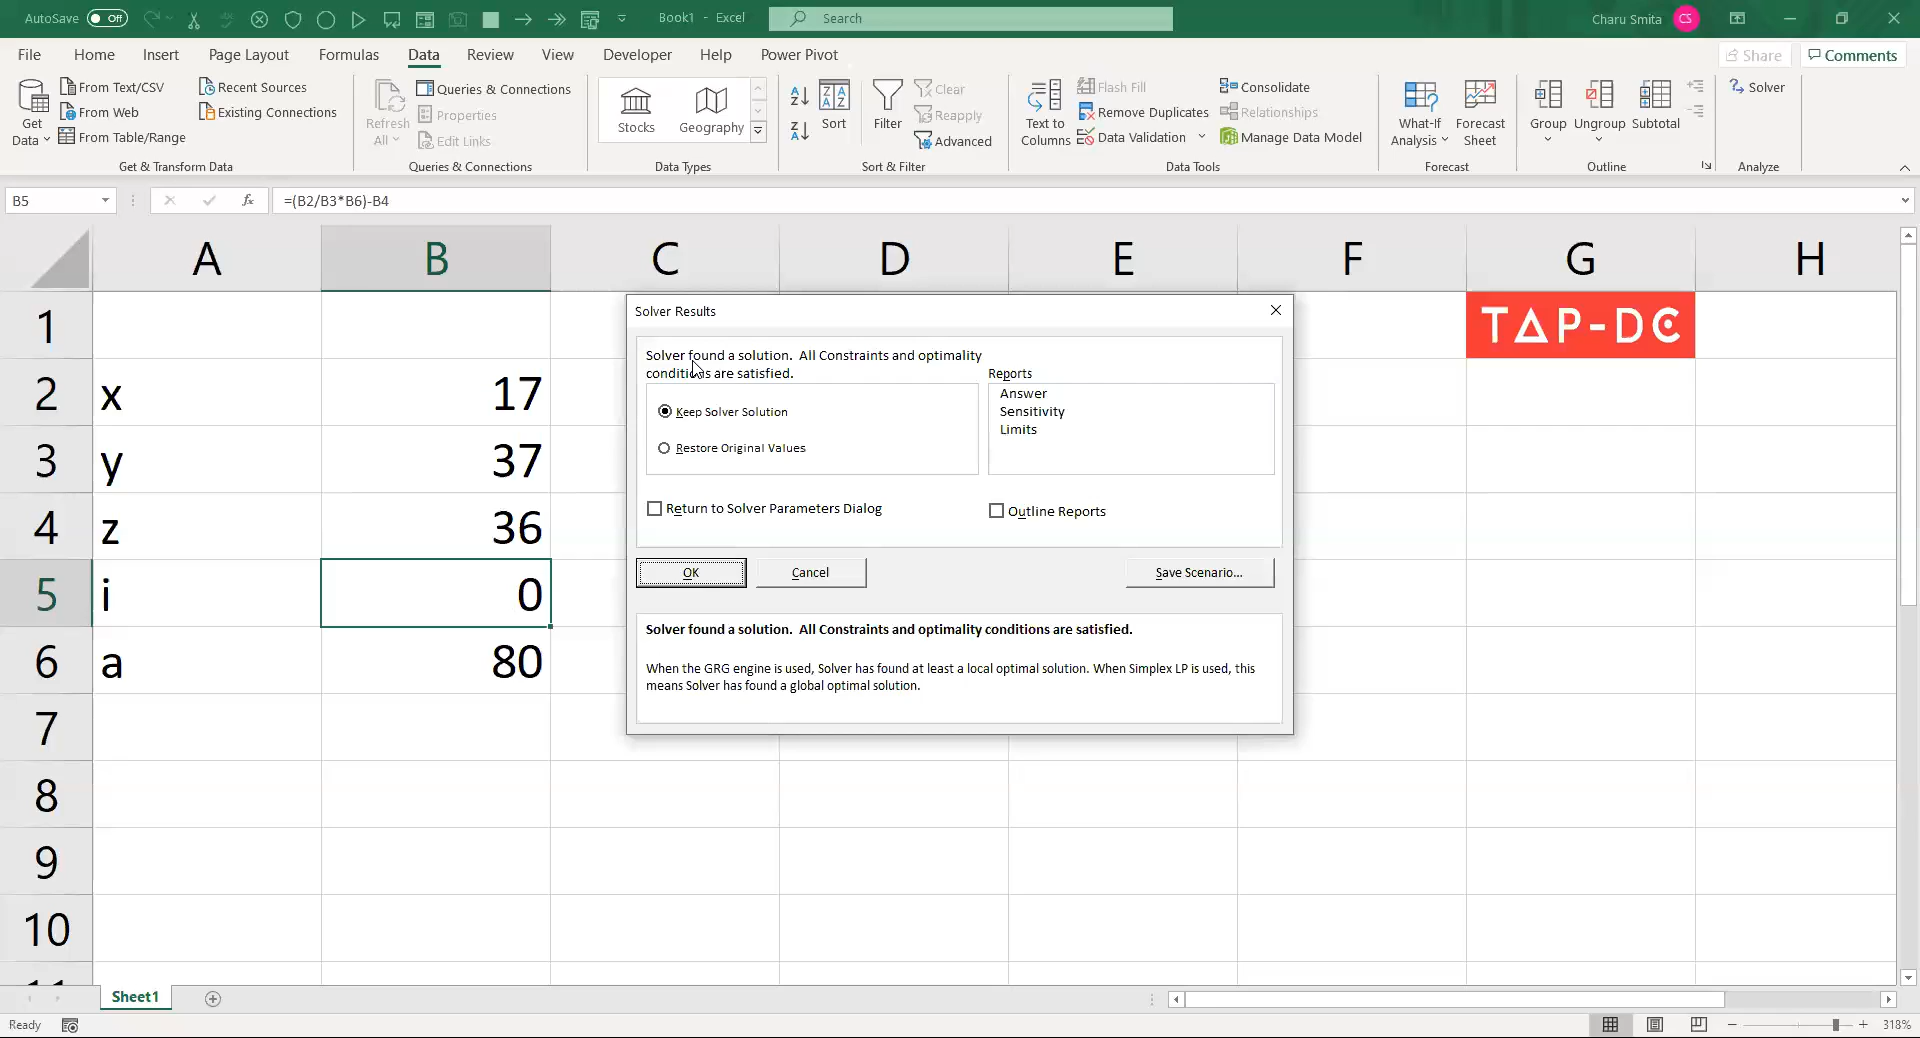 AutoSave Off Book1 - Excel Search Charu Smita CS
File Home Insert Page Layout Formulas Data Review View Developer Help Power Pivot Share Comments
Get Data
From Text/CSV
From Web
From Table/Range
Recent Sources
Existing Connections
Get & Transform Data
Refresh All
Queries & Connections
Properties
Edit Links
Queries & Connections
Stocks Geography
Data Types
Sort
Filter
Clear
Reapply
Advanced
Sort & Filter
Text to Columns
Flash Fill
Remove Duplicates
Data Validation
Consolidate
Relationships
Manage Data Model
Data Tools
What-If Analysis
Forecast Sheet
Forecast
Group Ungroup Subtotal
Outline
Solver
Analyze
B5 fx =(B2/B3*B6)-B4
A B C D E F G H
1 TAP-DC
2 x 17
3 y 37
4 z 36
5 i 0
6 a 80
7
8
9
10
Solver Results
Solver found a solution. All Constraints and optimality
conditions are satisfied.
Keep Solver Solution
Restore Original Values
Reports
Answer
Sensitivity
Limits
Return to Solver Parameters Dialog
Outline Reports
OK Cancel Save Scenario...
Solver found a solution. All Constraints and optimality conditions are satisfied.
When the GRG engine is used, Solver has found at least a local optimal solution. When Simplex LP is used, this
means Solver has found a global optimal solution.
Sheet1
Ready 318%